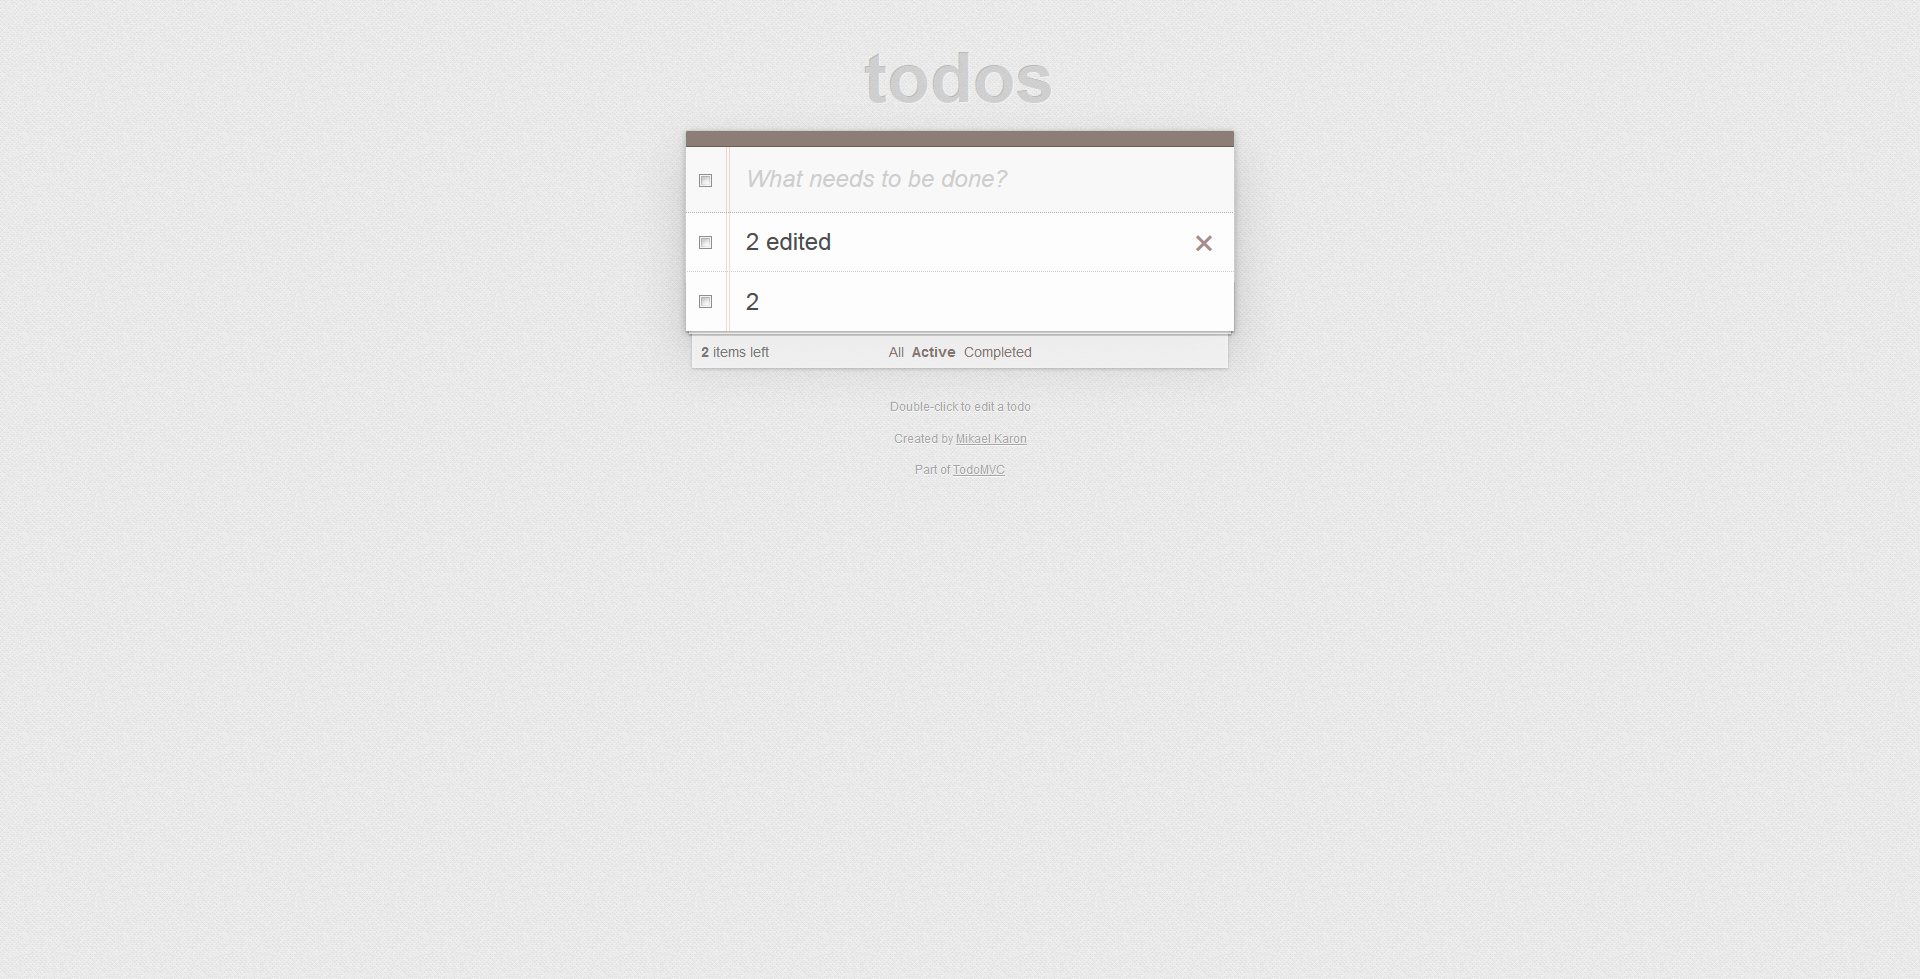 todos
What needs to be done?
2 edited
2
2 items left All Active Completed
Double-click to edit a todo
Created by Mikael Karon
Part of TodoMVC